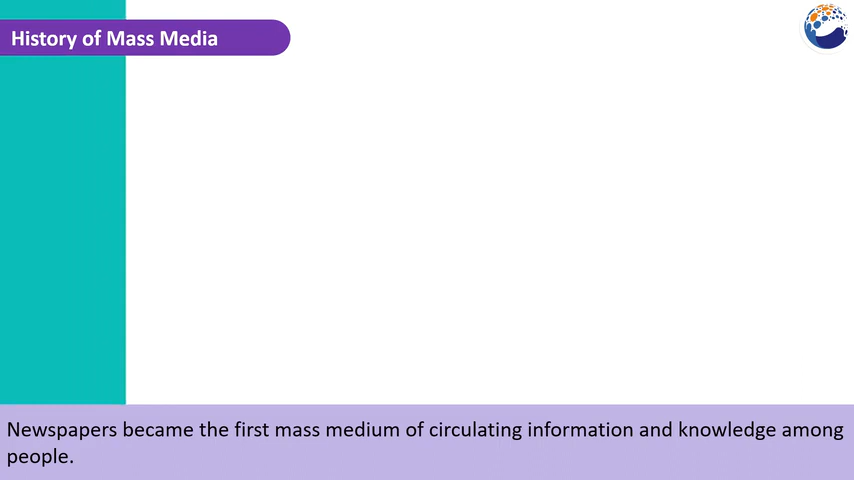 History of Mass Media
Newspapers became the first mass medium of circulating information and knowledge among
people.